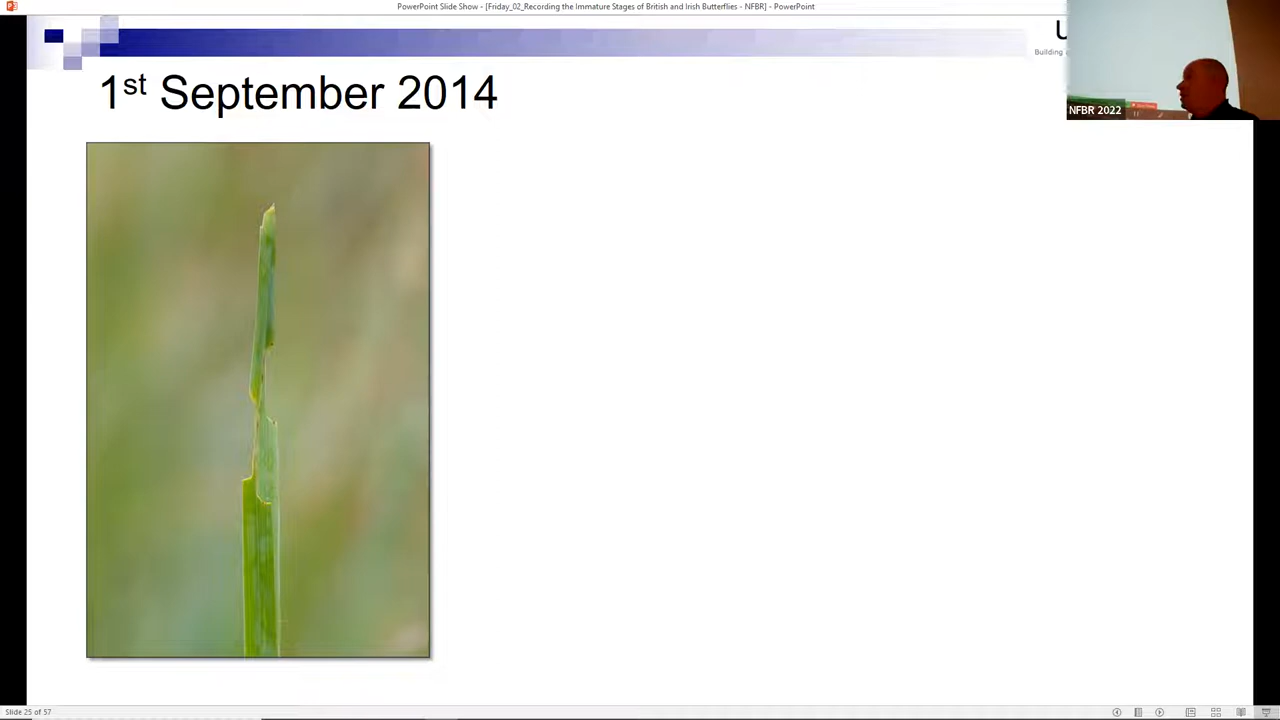 PowerPoint Slide Show - [Friday_02_Recording the Immature Stages of British and Irish Butterflies - NFBR] - PowerPoint
U
Building
NFBR 2022
1st September 2014
Slide 25 of 57